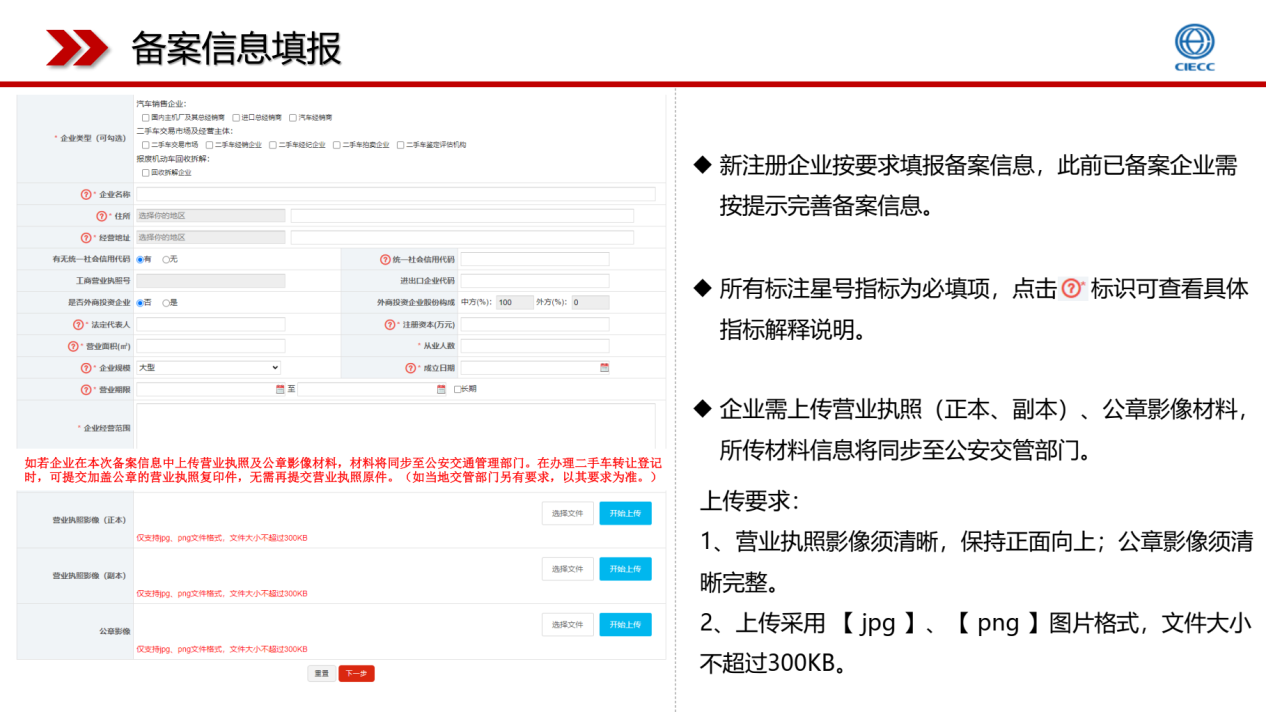 备案信息填报
CIECC
汽车销售企业：
国内主机厂及其总经销商 进口总经销商 汽车经销商
* 企业类型（可勾选）
二手车交易市场及经营主体：
二手车交易市场 二手车经销企业 二手车经纪企业 二手车拍卖企业 二手车鉴定评估机构
报废机动车回收拆解：
回收拆解企业
? * 企业名称
? * 住所 选择你的地区
? * 经营地址 选择你的地区
有无统一社会信用代码 有 无 ? 统一社会信用代码
工商营业执照号 进出口企业代码
是否外商投资企业 否 是 外商投资企业股份构成 中方(%)： 100 外方(%)： 0
? * 法定代表人 ? * 注册资本(万元)
? * 营业面积(㎡) * 从业人数
? * 企业规模 大型 ? * 成立日期
? * 营业期限 至 长期
* 企业经营范围
如若企业在本次备案信息中上传营业执照及公章影像材料，材料将同步至公安交通管理部门。在办理二手车转让登记
时，可提交加盖公章的营业执照复印件，无需再提交营业执照原件。（如当地交管部门另有要求，以其要求为准。）
营业执照影像（正本） 选择文件 开始上传
仅支持jpg、png文件格式，文件大小不超过300KB
营业执照影像（副本） 选择文件 开始上传
仅支持jpg、png文件格式，文件大小不超过300KB
公章影像 选择文件 开始上传
仅支持jpg、png文件格式，文件大小不超过300KB
重置 下一步
◆ 新注册企业按要求填报备案信息，此前已备案企业需
按提示完善备案信息。
◆ 所有标注星号指标为必填项，点击 ?* 标识可查看具体
指标解释说明。
◆ 企业需上传营业执照（正本、副本）、公章影像材料，
所传材料信息将同步至公安交管部门。
上传要求：
1、营业执照影像须清晰，保持正面向上；公章影像须清
晰完整。
2、上传采用 【 jpg 】、【 png 】图片格式，文件大小
不超过300KB。